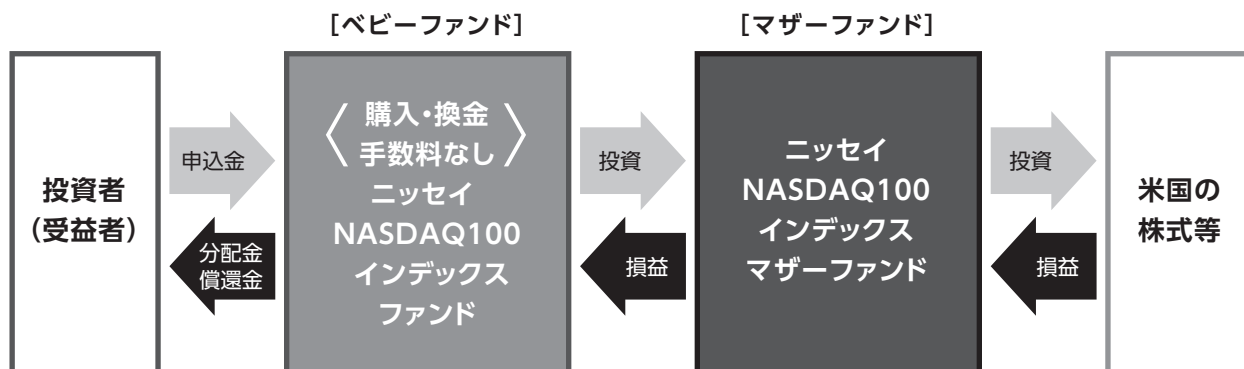 [ベビーファンド]
[マザーファンド]
投資者
（受益者）
申込金
分配金
償還金
〈購入・換金
手数料なし〉
ニッセイ
NASDAQ100
インデックス
ファンド
投資
損益
ニッセイ
NASDAQ100
インデックス
マザーファンド
投資
損益
米国の
株式等